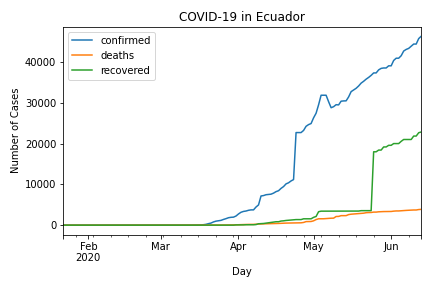 COVID-19 in Ecuador
confirmed
deaths
recovered
Number of Cases
40000
30000
20000
10000
0
Feb
2020
Mar
Apr
May
Jun
Day